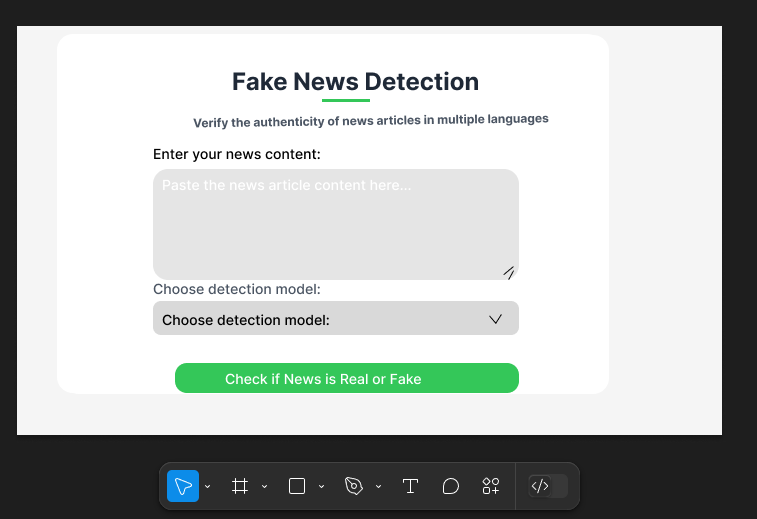 Fake News Detection
Verify the authenticity of news articles in multiple languages
Enter your news content:
Paste the news article content here...
Choose detection model:
Choose detection model:
Check if News is Real or Fake